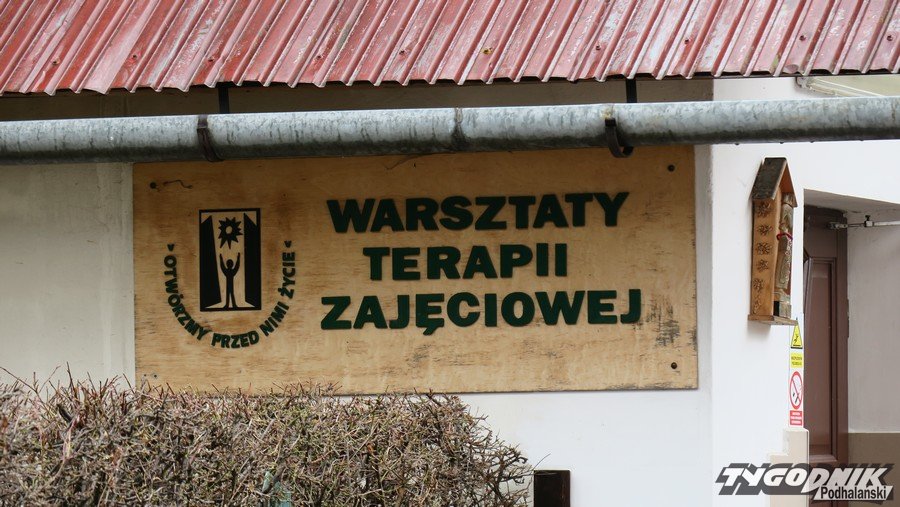 WARSZTATY
TERAPII
ZAJĘCIOWEJ
OTWÓRZMY PRZED NIMI ŻYCIE
TYGODNIK
Podhalański